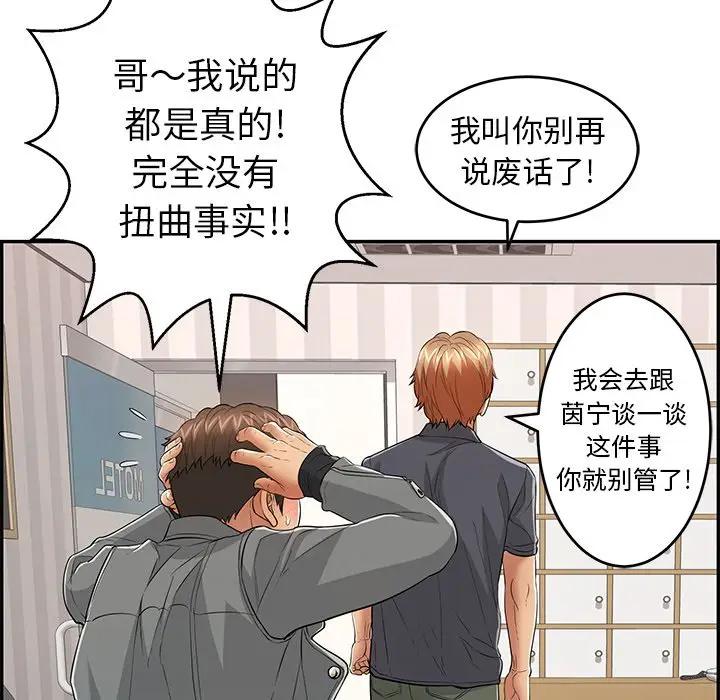 哥～我说的
都是真的!
完全没有
扭曲事实!!
我叫你别再
说废话了!
我会去跟
茵宁谈一谈
这件事
你就别管了!
MOTEL